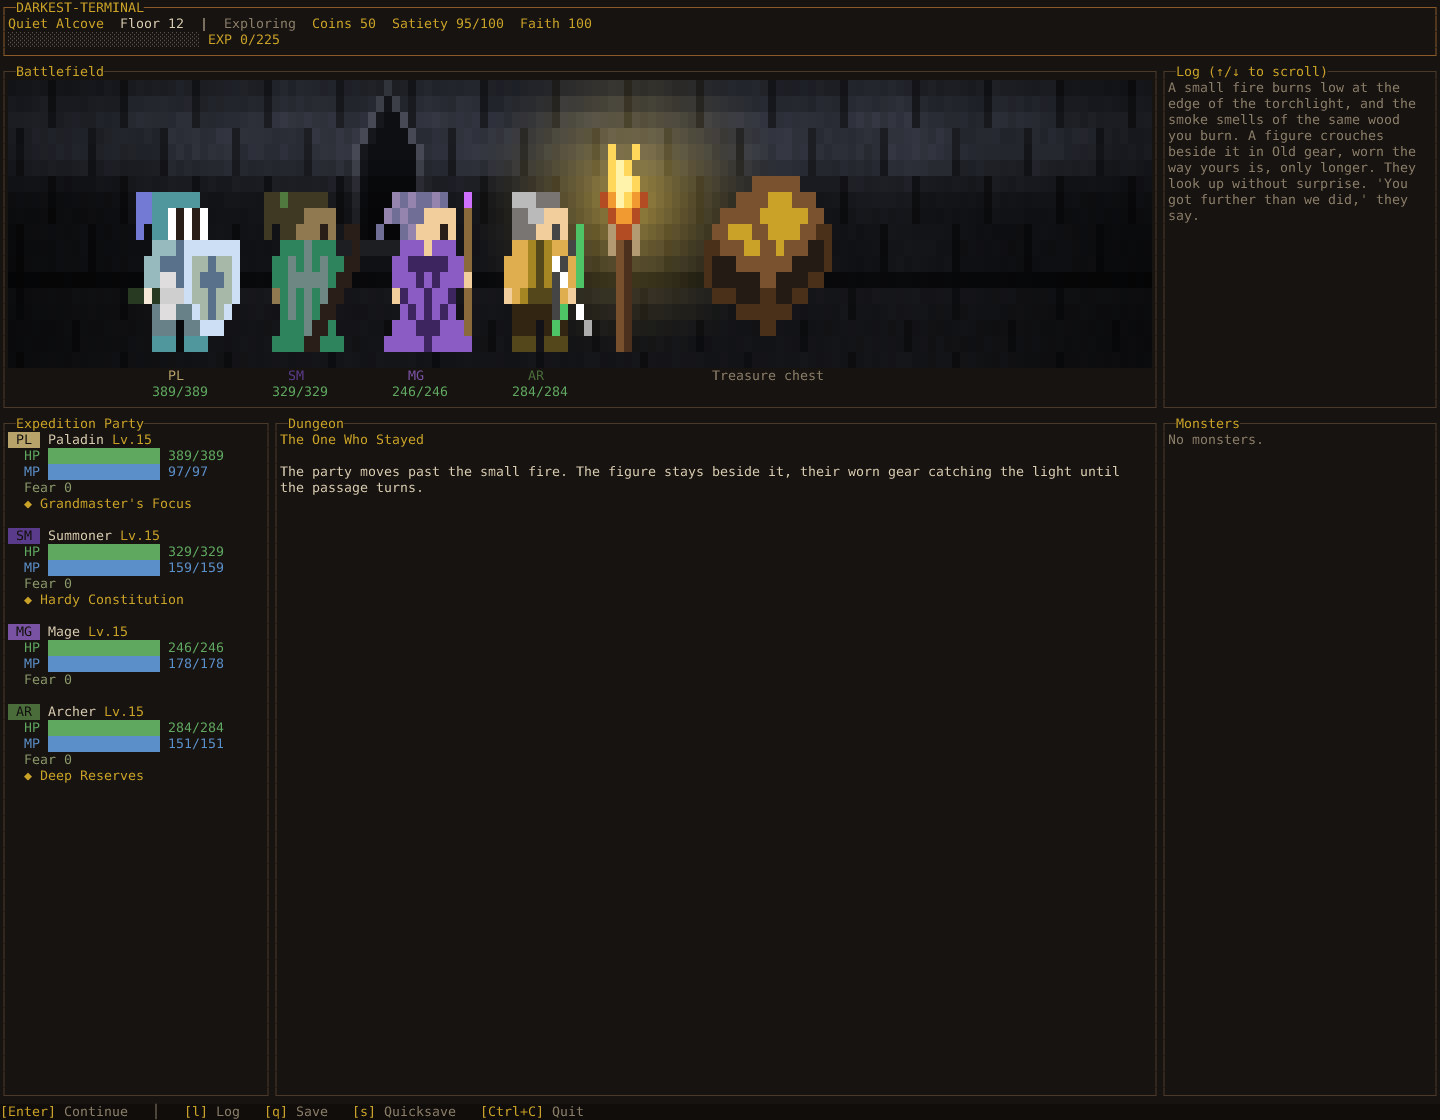 DARKEST-TERMINAL
Quiet Alcove  Floor 12  |  Exploring  Coins 50  Satiety 95/100  Faith 100
EXP 0/225
Battlefield
PL
389/389
SM
329/329
MG
246/246
AR
284/284
Treasure chest
Log (↑/↓ to scroll)
A small fire burns low at the
edge of the torchlight, and the
smoke smells of the same wood
you burn. A figure crouches
beside it in Old gear, worn the
way yours is, only longer. They
look up without surprise. 'You
got further than we did,' they
say.
Expedition Party
PL Paladin Lv.15
HP 389/389
MP 97/97
Fear 0
◆ Grandmaster's Focus
SM Summoner Lv.15
HP 329/329
MP 159/159
Fear 0
◆ Hardy Constitution
MG Mage Lv.15
HP 246/246
MP 178/178
Fear 0
AR Archer Lv.15
HP 284/284
MP 151/151
Fear 0
◆ Deep Reserves
Dungeon
The One Who Stayed
The party moves past the small fire. The figure stays beside it, their worn gear catching the light until
the passage turns.
Monsters
No monsters.
[Enter] Continue  |  [l] Log  [q] Save  [s] Quicksave  [Ctrl+C] Quit